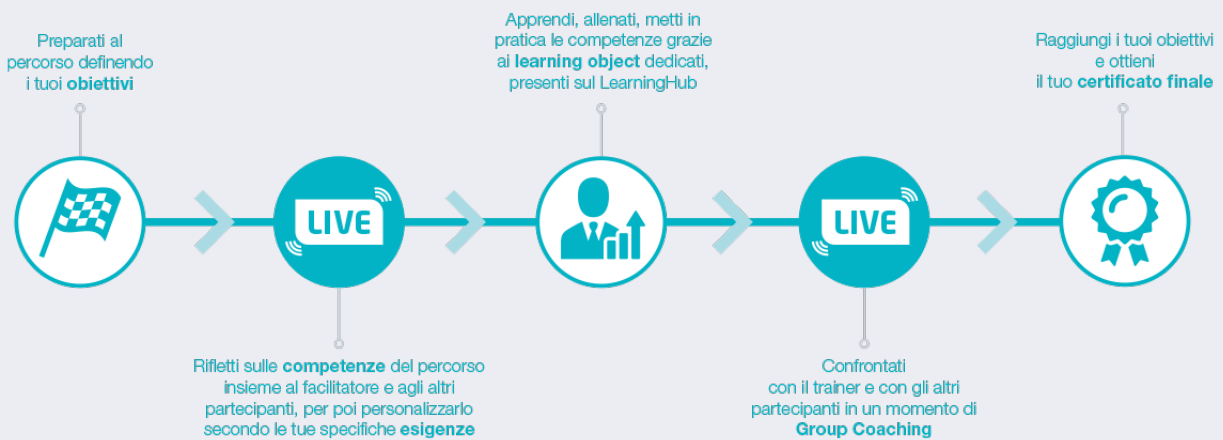 Preparati al
percorso definendo
i tuoi obiettivi
LIVE
Rifletti sulle competenze del percorso
insieme al facilitatore e agli altri
partecipanti, per poi personalizzarlo
secondo le tue specifiche esigenze
Apprendi, allenati, metti in
pratica le competenze grazie
ai learning object dedicati,
presenti sul LearningHub
LIVE
Confrontati
con il trainer e con gli altri
partecipanti in un momento di
Group Coaching
Raggiungi i tuoi obiettivi
e ottieni
il tuo certificato finale